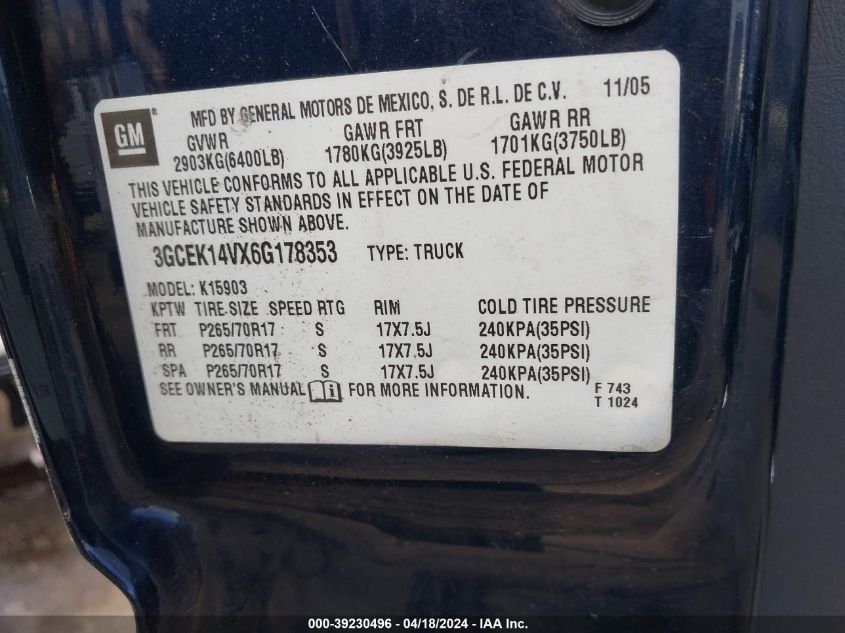 GM
®
MFD BY GENERAL MOTORS DE MEXICO, S. DE R.L. DE C.V. 11/05
GVWR GAWR FRT GAWR RR
2903KG(6400LB) 1780KG(3925LB) 1701KG(3750LB)
THIS VEHICLE CONFORMS TO ALL APPLICABLE U.S. FEDERAL MOTOR
VEHICLE SAFETY STANDARDS IN EFFECT ON THE DATE OF
MANUFACTURE SHOWN ABOVE.
3GCEK14VX6G178353 TYPE: TRUCK
MODEL: K15903
KPTW TIRE-SIZE SPEED RTG RIM COLD TIRE PRESSURE
FRT P265/70R17 S 17X7.5J 240KPA(35PSI)
RR P265/70R17 S 17X7.5J 240KPA(35PSI)
SPA P265/70R17 S 17X7.5J 240KPA(35PSI)
SEE OWNER'S MANUAL i FOR MORE INFORMATION.
F 743
T 1024
000-39230496 - 04/18/2024 - IAA Inc.